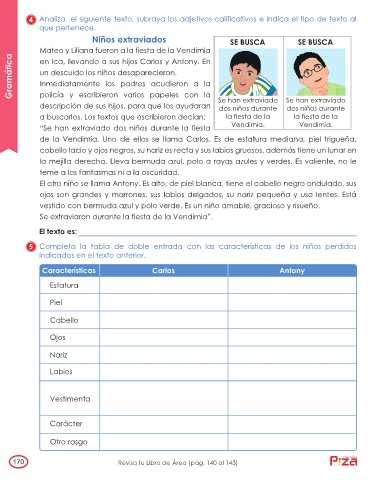 Gramática
4 Analiza el siguiente texto, subraya los adjetivos calificativos e indica el tipo de texto al
que pertenece.
Niños extraviados
Mateo y Liliana fueron a la fiesta de la Vendimia
en Ica, llevando a sus hijos Carlos y Antony. En
un descuido los niños desaparecieron.
Inmediatamente los padres acudieron a la
policía y escribieron varios papeles con la
descripción de sus hijos, para que los ayudaran
a buscarlos. Los textos que escribieron decían:
"Se han extraviado dos niños durante la fiesta
de la Vendimia. Uno de ellos se llama Carlos. Es de estatura mediana, piel trigueña,
cabello lacio y ojos negros, su nariz es recta y sus labios gruesos, además tiene un lunar en
la mejilla derecha. Lleva bermuda azul, polo a rayas azules y verdes. Es valiente, no le
teme a los fantasmas ni a la oscuridad.
El otro niño se llama Antony. Es alto, de piel blanca, tiene el cabello negro ondulado, sus
ojos son grandes y marrones, sus labios delgados, su nariz pequeña y usa lentes. Está
vestido con bermuda azul y polo verde. Es un niño amable, gracioso y risueño.
Se extraviaron durante la fiesta de la Vendimia".
SE BUSCA
Se han extraviado
dos niños durante
la fiesta de la
Vendimia.
SE BUSCA
Se han extraviado
dos niños durante
la fiesta de la
Vendimia.
El texto es:
5 Completa la tabla de doble entrada con las características de los niños perdidos
indicados en el texto anterior.
Características Carlos Antony
Estatura
Piel
Cabello
Ojos
Nariz
Labios
Vestimenta
Carácter
Otro rasgo
170
Revisa tu Libro de Área (pág. 140 al 143)